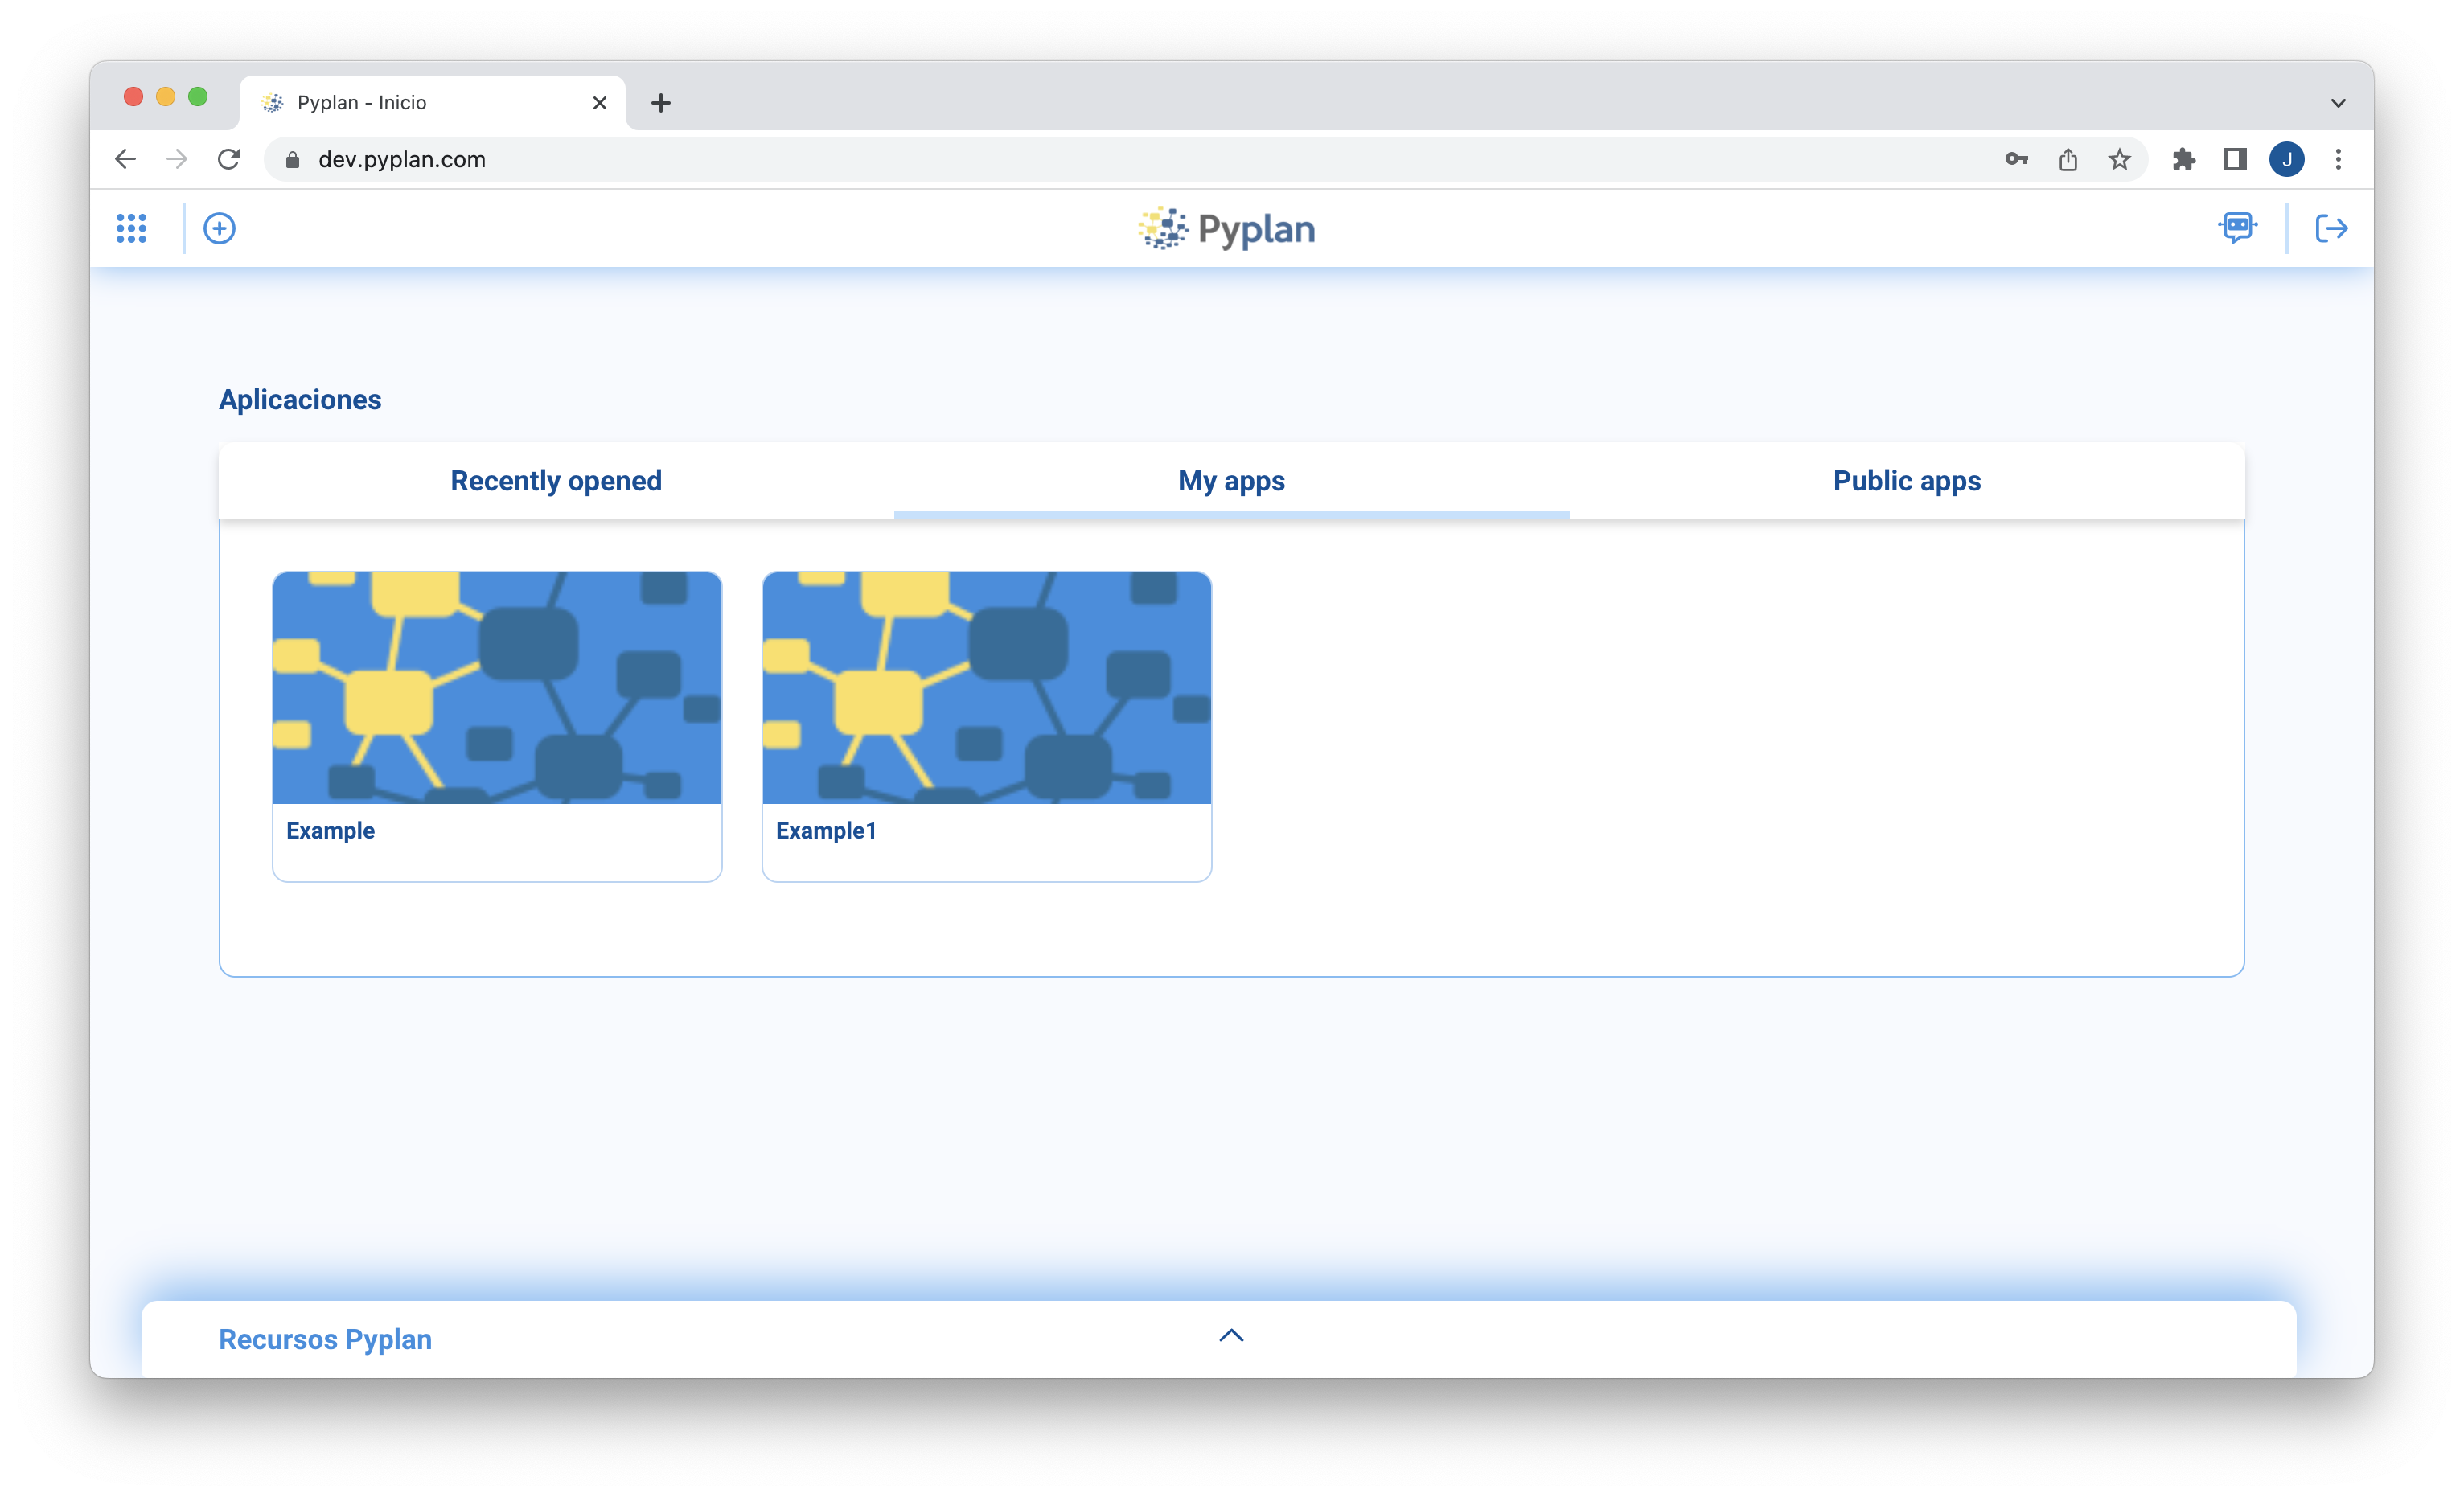 Pyplan - Inicio
dev.pyplan.com
J
Pyplan
Aplicaciones
Recently opened
My apps
Public apps
Example
Example1
Recursos Pyplan